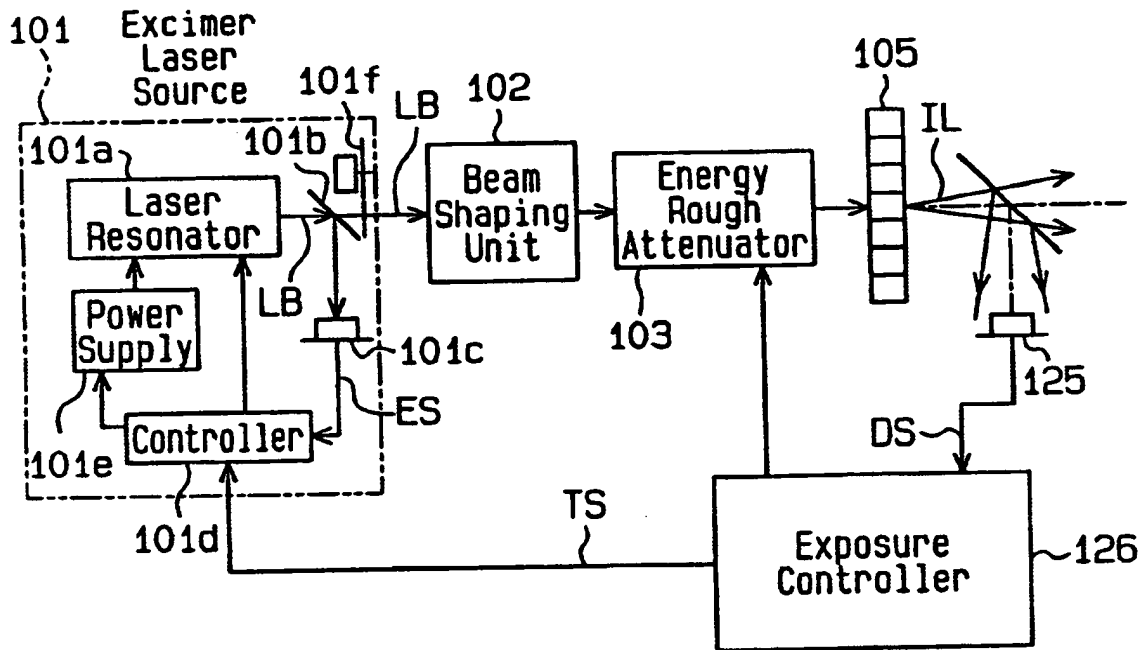 101
Excimer
Laser
Source
101f
LB
102
105
IL
101a
101b
Laser
Resonator
Beam
Shaping
Unit
Energy
Rough
Attenuator
LB
Power
Supply
101c
103
125
ES
DS
101e
Controller
101d
TS
Exposure
Controller
126